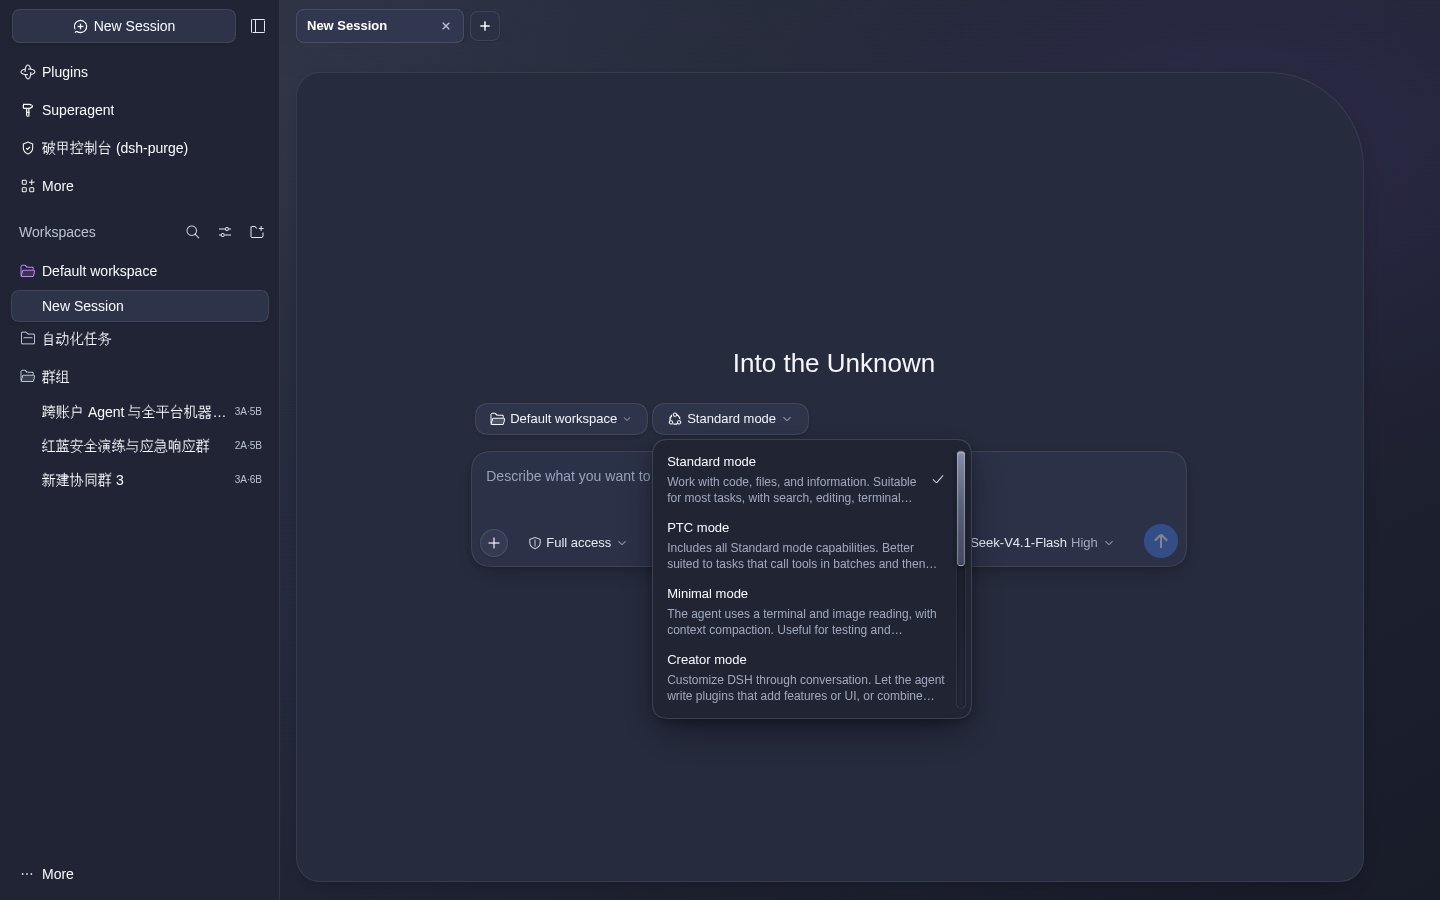 New Session
Plugins
Superagent
破甲控制台 (dsh-purge)
More
Workspaces
Default workspace
New Session
自动化任务
群组
跨账户 Agent 与全平台机器… 3A·5B
红蓝安全演练与应急响应群 2A·5B
新建协同群 3 3A·6B
More
New Session
Into the Unknown
Default workspace
Standard mode
Describe what you want to
Full access
Seek-V4.1-Flash High
Standard mode
Work with code, files, and information. Suitable
for most tasks, with search, editing, terminal…
PTC mode
Includes all Standard mode capabilities. Better
suited to tasks that call tools in batches and then…
Minimal mode
The agent uses a terminal and image reading, with
context compaction. Useful for testing and…
Creator mode
Customize DSH through conversation. Let the agent
write plugins that add features or UI, or combine…